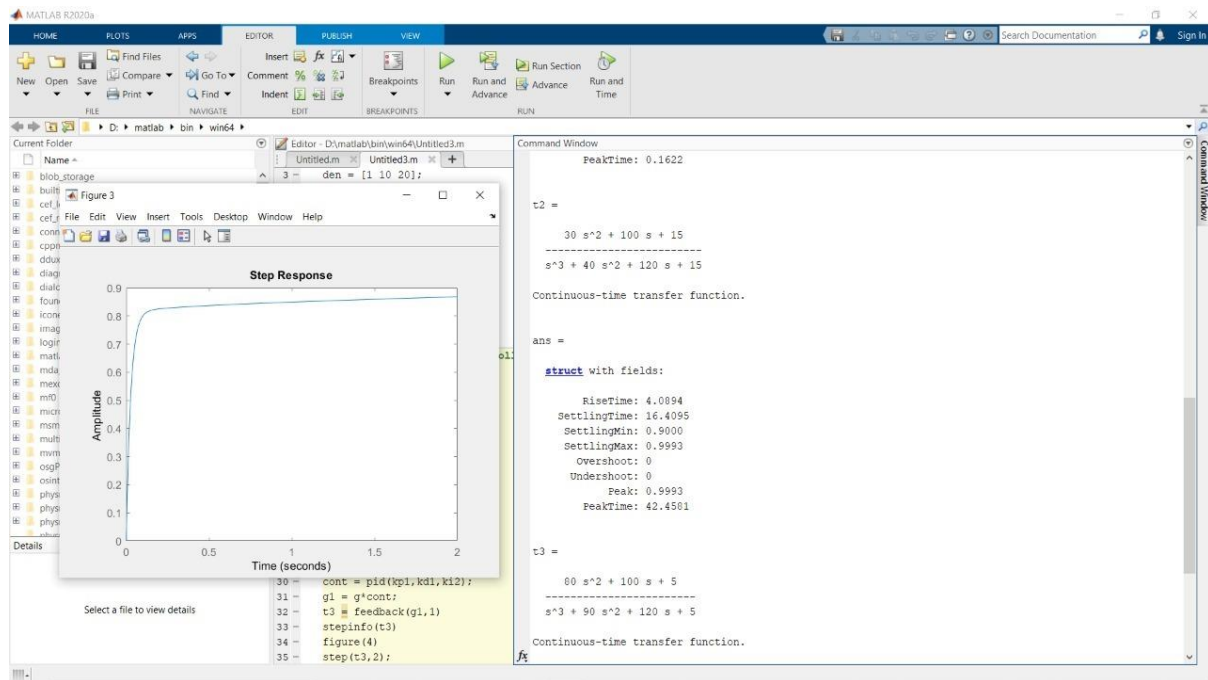 MATLAB R2020a
HOME PLOTS APPS EDITOR PUBLISH VIEW Search Documentation Sign In
New Open Save Find Files Compare Print Go To Find Insert Comment Indent Breakpoints Run Run and Advance Run Section Advance Run and Time
FILE NAVIGATE EDIT BREAKPOINTS RUN
D: matlab bin win64
Current Folder
Name
blob_storage
Editor - D:\matlab\bin\win64\Untitled3.m
Untitled.m Untitled3.m
3 - den = [1 10 20];
Figure 3
File Edit View Insert Tools Desktop Window Help
Step Response
Amplitude
0.9
0.8
0.7
0.6
0.5
0.4
0.3
0.2
0.1
0
0 0.5 1 1.5 2
Time (seconds)
Details
Select a file to view details
30 - cont = pid(kp1,kd1,ki2);
31 - g1 = g*cont;
32 - t3 = feedback(g1,1)
33 - stepinfo(t3)
34 - figure(4)
35 - step(t3,2);
Command Window
PeakTime: 0.1622
t2 =
30 s^2 + 100 s + 15
-------------------------
s^3 + 40 s^2 + 120 s + 15
Continuous-time transfer function.
ans =
struct with fields:
RiseTime: 4.0894
SettlingTime: 16.4095
SettlingMin: 0.9000
SettlingMax: 0.9993
Overshoot: 0
Undershoot: 0
Peak: 0.9993
PeakTime: 42.4581
t3 =
80 s^2 + 100 s + 5
------------------------
s^3 + 90 s^2 + 120 s + 5
Continuous-time transfer function.
fx
Command Window